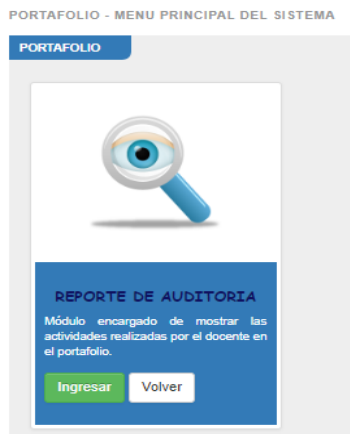 PORTAFOLIO - MENU PRINCIPAL DEL SISTEMA
PORTAFOLIO
REPORTE DE AUDITORIA
Módulo encargado de mostrar las
actividades realizadas por el docente en
el portafolio.
Ingresar Volver